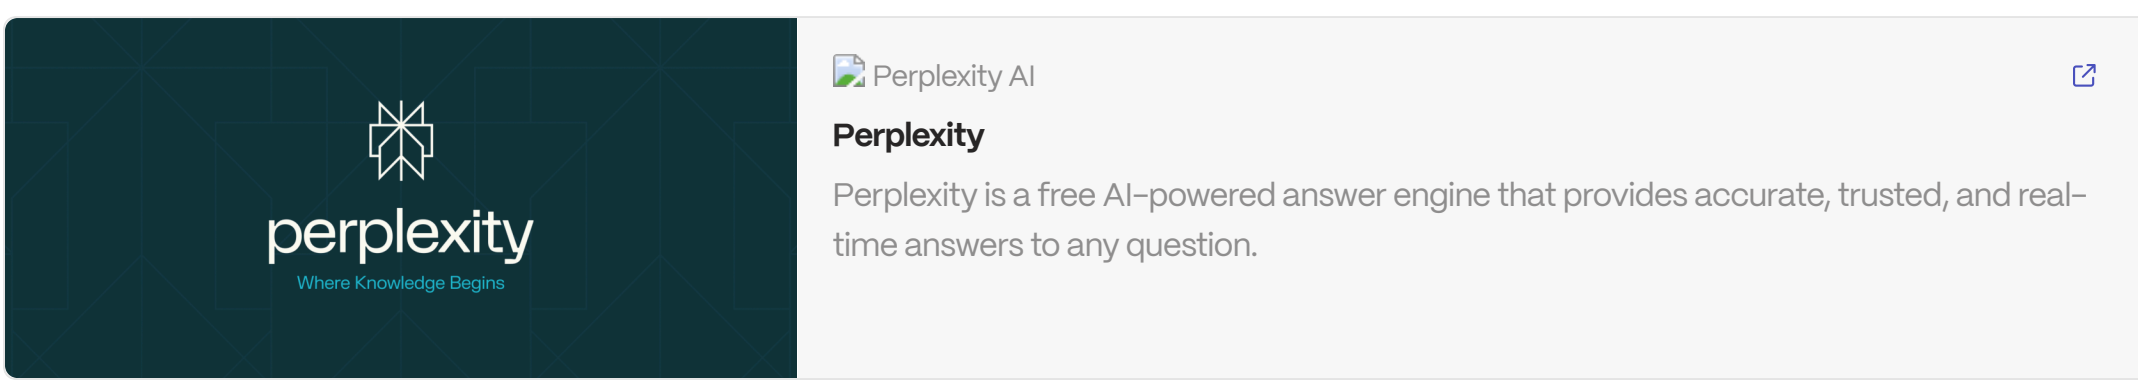 perplexity
Where Knowledge Begins
Perplexity AI
Perplexity
Perplexity is a free AI-powered answer engine that provides accurate, trusted, and real-
time answers to any question.